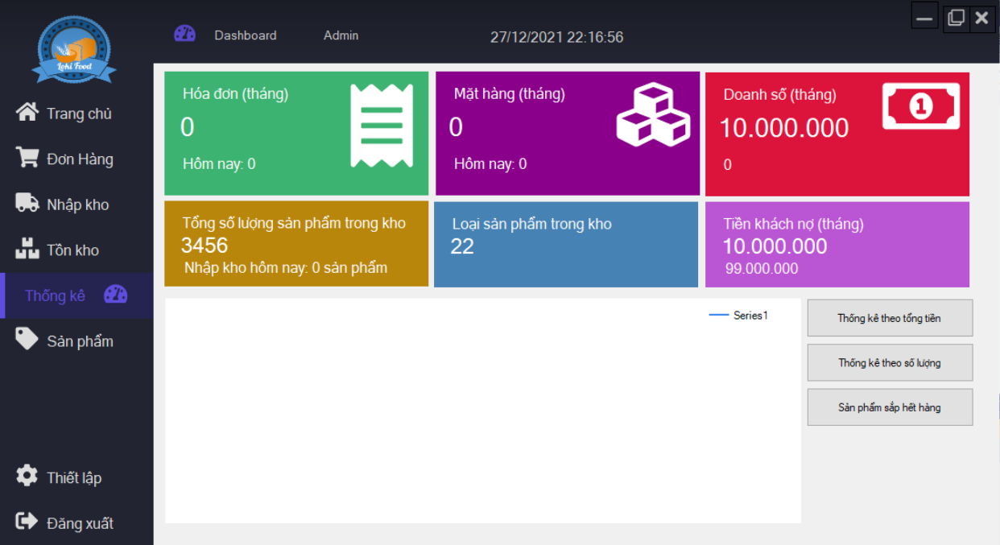 Loki Food
Dashboard
Admin
27/12/2021 22:16:56
Trang chủ
Đơn Hàng
Nhập kho
Tồn kho
Thống kê
Sản phẩm
Thiết lập
Đăng xuất
Hóa đơn (tháng)
0
Hôm nay: 0
Mặt hàng (tháng)
0
Hôm nay: 0
Doanh số (tháng)
10.000.000
0
1
Tổng số lượng sản phẩm trong kho
3456
Nhập kho hôm nay: 0 sản phẩm
Loại sản phẩm trong kho
22
Tiền khách nợ (tháng)
10.000.000
99.000.000
Series1
Thống kê theo tổng tiền
Thống kê theo số lượng
Sản phẩm sắp hết hàng